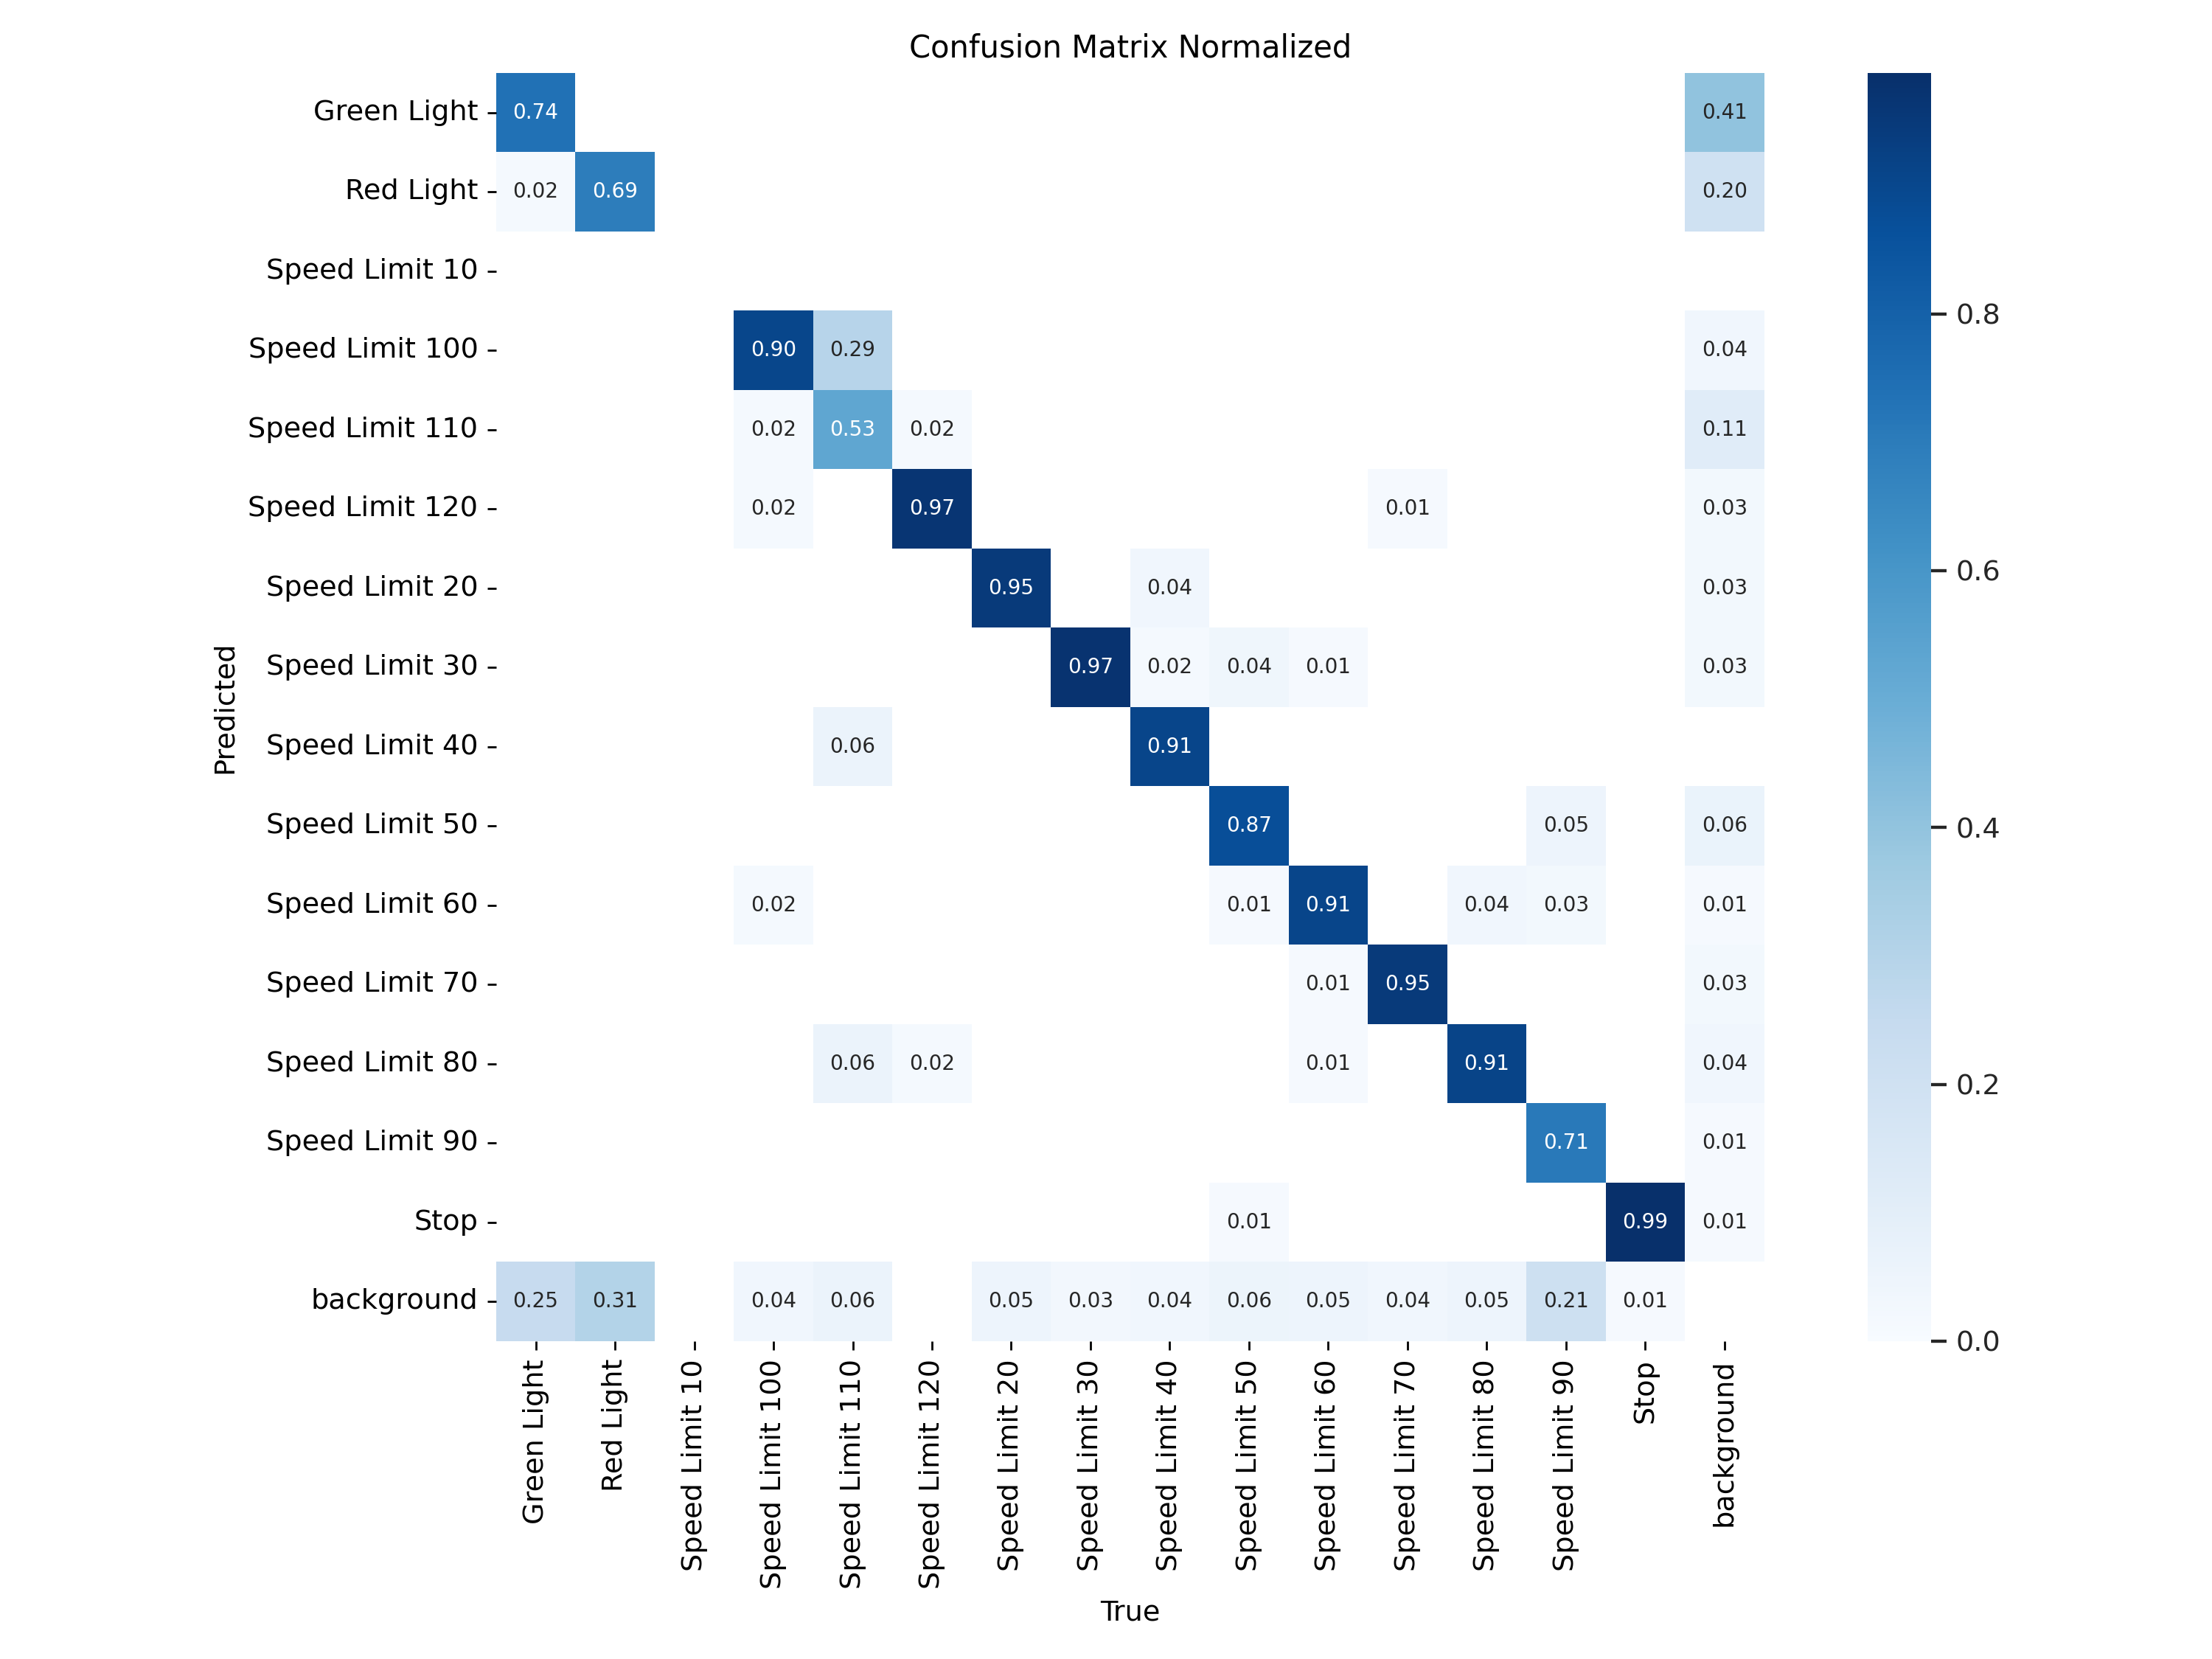 Confusion Matrix Normalized
Green Light 0.74 0.41
Red Light 0.02 0.69 0.20
Speed Limit 10
Speed Limit 100 0.90 0.29 0.04
Speed Limit 110 0.02 0.53 0.02 0.11
Speed Limit 120 0.02 0.97 0.01 0.03
Speed Limit 20 0.95 0.04 0.03
Speed Limit 30 0.97 0.02 0.04 0.01 0.03
Speed Limit 40 0.06 0.91
Speed Limit 50 0.87 0.05 0.06
Speed Limit 60 0.02 0.01 0.91 0.04 0.03 0.01
Speed Limit 70 0.01 0.95 0.03
Speed Limit 80 0.06 0.02 0.01 0.91 0.04
Speed Limit 90 0.71 0.01
Stop 0.01 0.99 0.01
background 0.25 0.31 0.04 0.06 0.05 0.03 0.04 0.06 0.05 0.04 0.05 0.21 0.01
Predicted
Green Light
Red Light
Speed Limit 10
Speed Limit 100
Speed Limit 110
Speed Limit 120
Speed Limit 20
Speed Limit 30
Speed Limit 40
Speed Limit 50
Speed Limit 60
Speed Limit 70
Speed Limit 80
Speed Limit 90
Stop
background
True
0.8
0.6
0.4
0.2
0.0